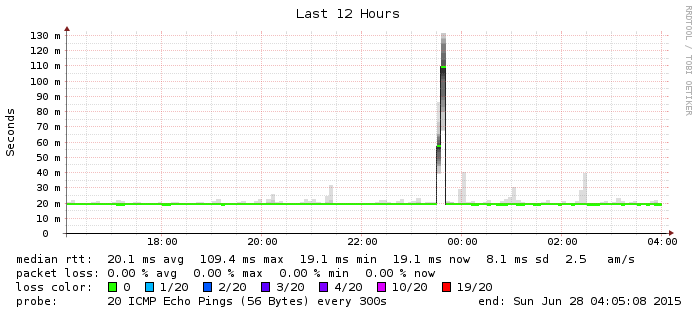 Last 12 Hours
RRDTOOL / TOBI OETIKER
Seconds
130 m
120 m
110 m
100 m
90 m
80 m
70 m
60 m
50 m
40 m
30 m
20 m
10 m
0
18:00 20:00 22:00 00:00 02:00 04:00
median rtt: 20.1 ms avg 109.4 ms max 19.1 ms min 19.1 ms now 8.1 ms sd 2.5 am/s
packet loss: 0.00 % avg 0.00 % max 0.00 % min 0.00 % now
loss color: 0 1/20 2/20 3/20 4/20 10/20 19/20
probe: 20 ICMP Echo Pings (56 Bytes) every 300s end: Sun Jun 28 04:05:08 2015